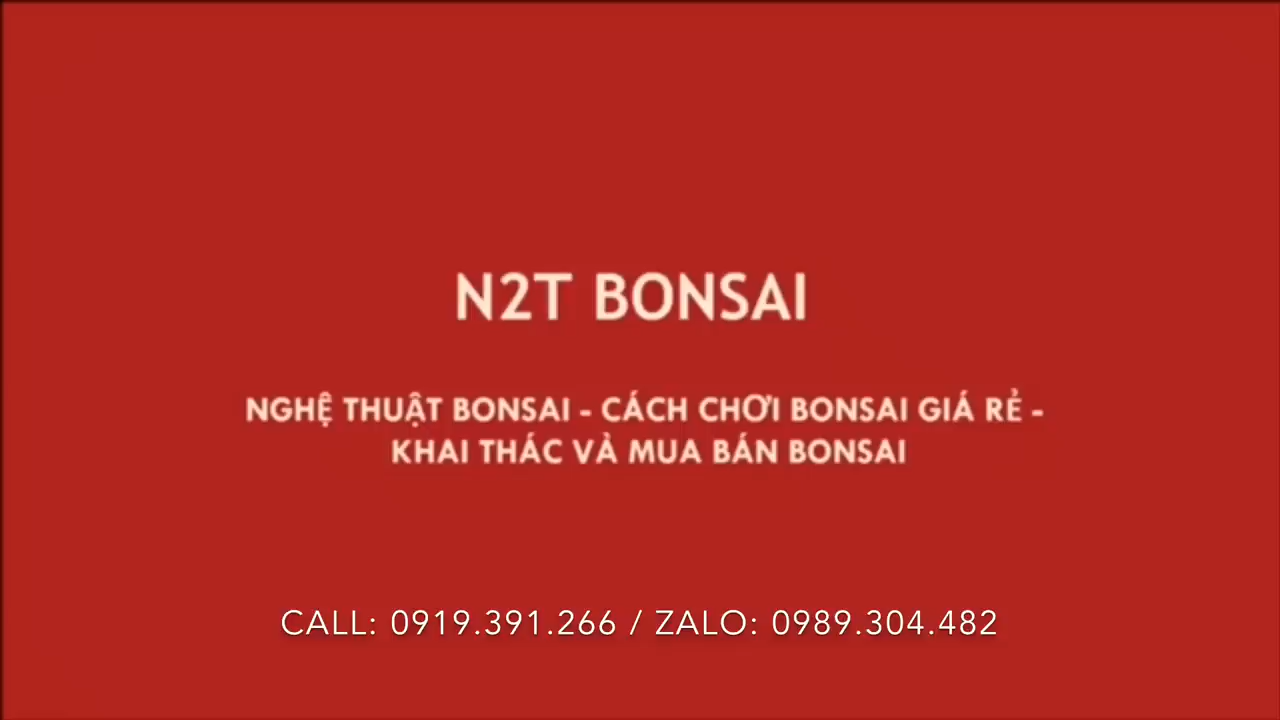 N2T BONSAI
NGHỆ THUẬT BONSAI - CÁCH CHƠI BONSAI GIÁ RẺ -
KHAI THÁC VÀ MUA BÁN BONSAI
CALL: 0919.391.266 / ZALO: 0989.304.482